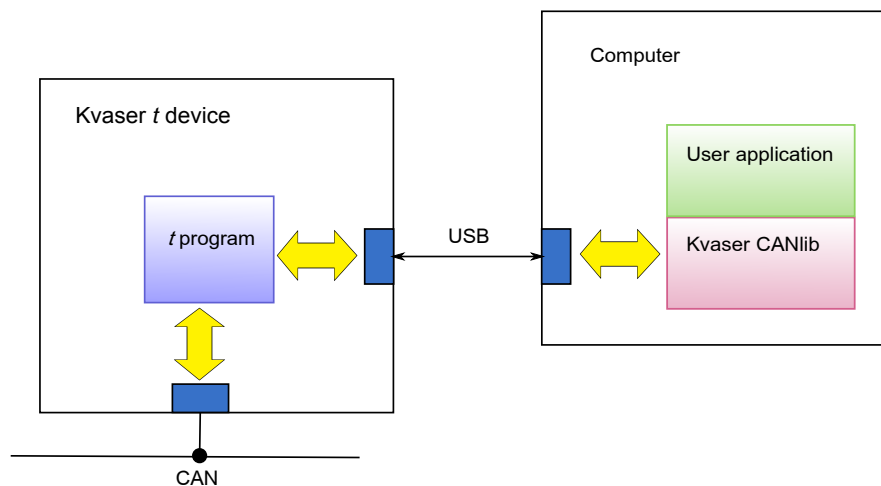 Computer
Kvaser t device
User application
t program
USB
Kvaser CANlib
CAN